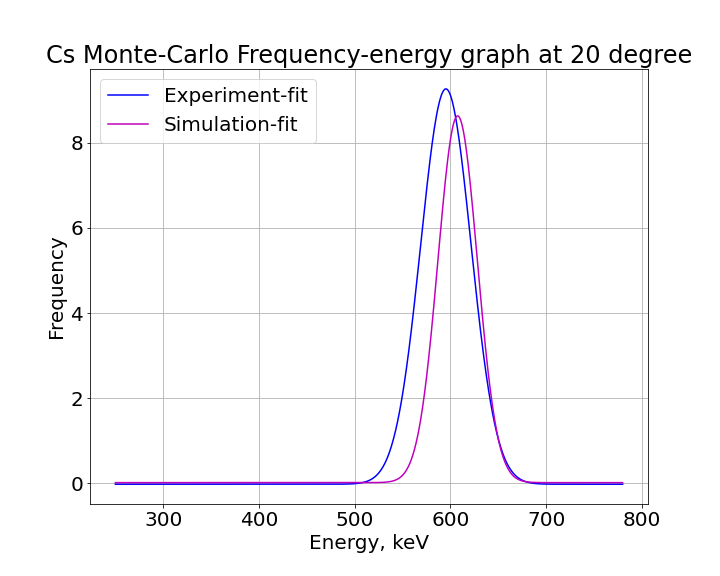 Cs Monte-Carlo Frequency-energy graph at 20 degree
Experiment-fit
Simulation-fit
Frequency
8
6
4
2
0
300 400 500 600 700 800
Energy, keV